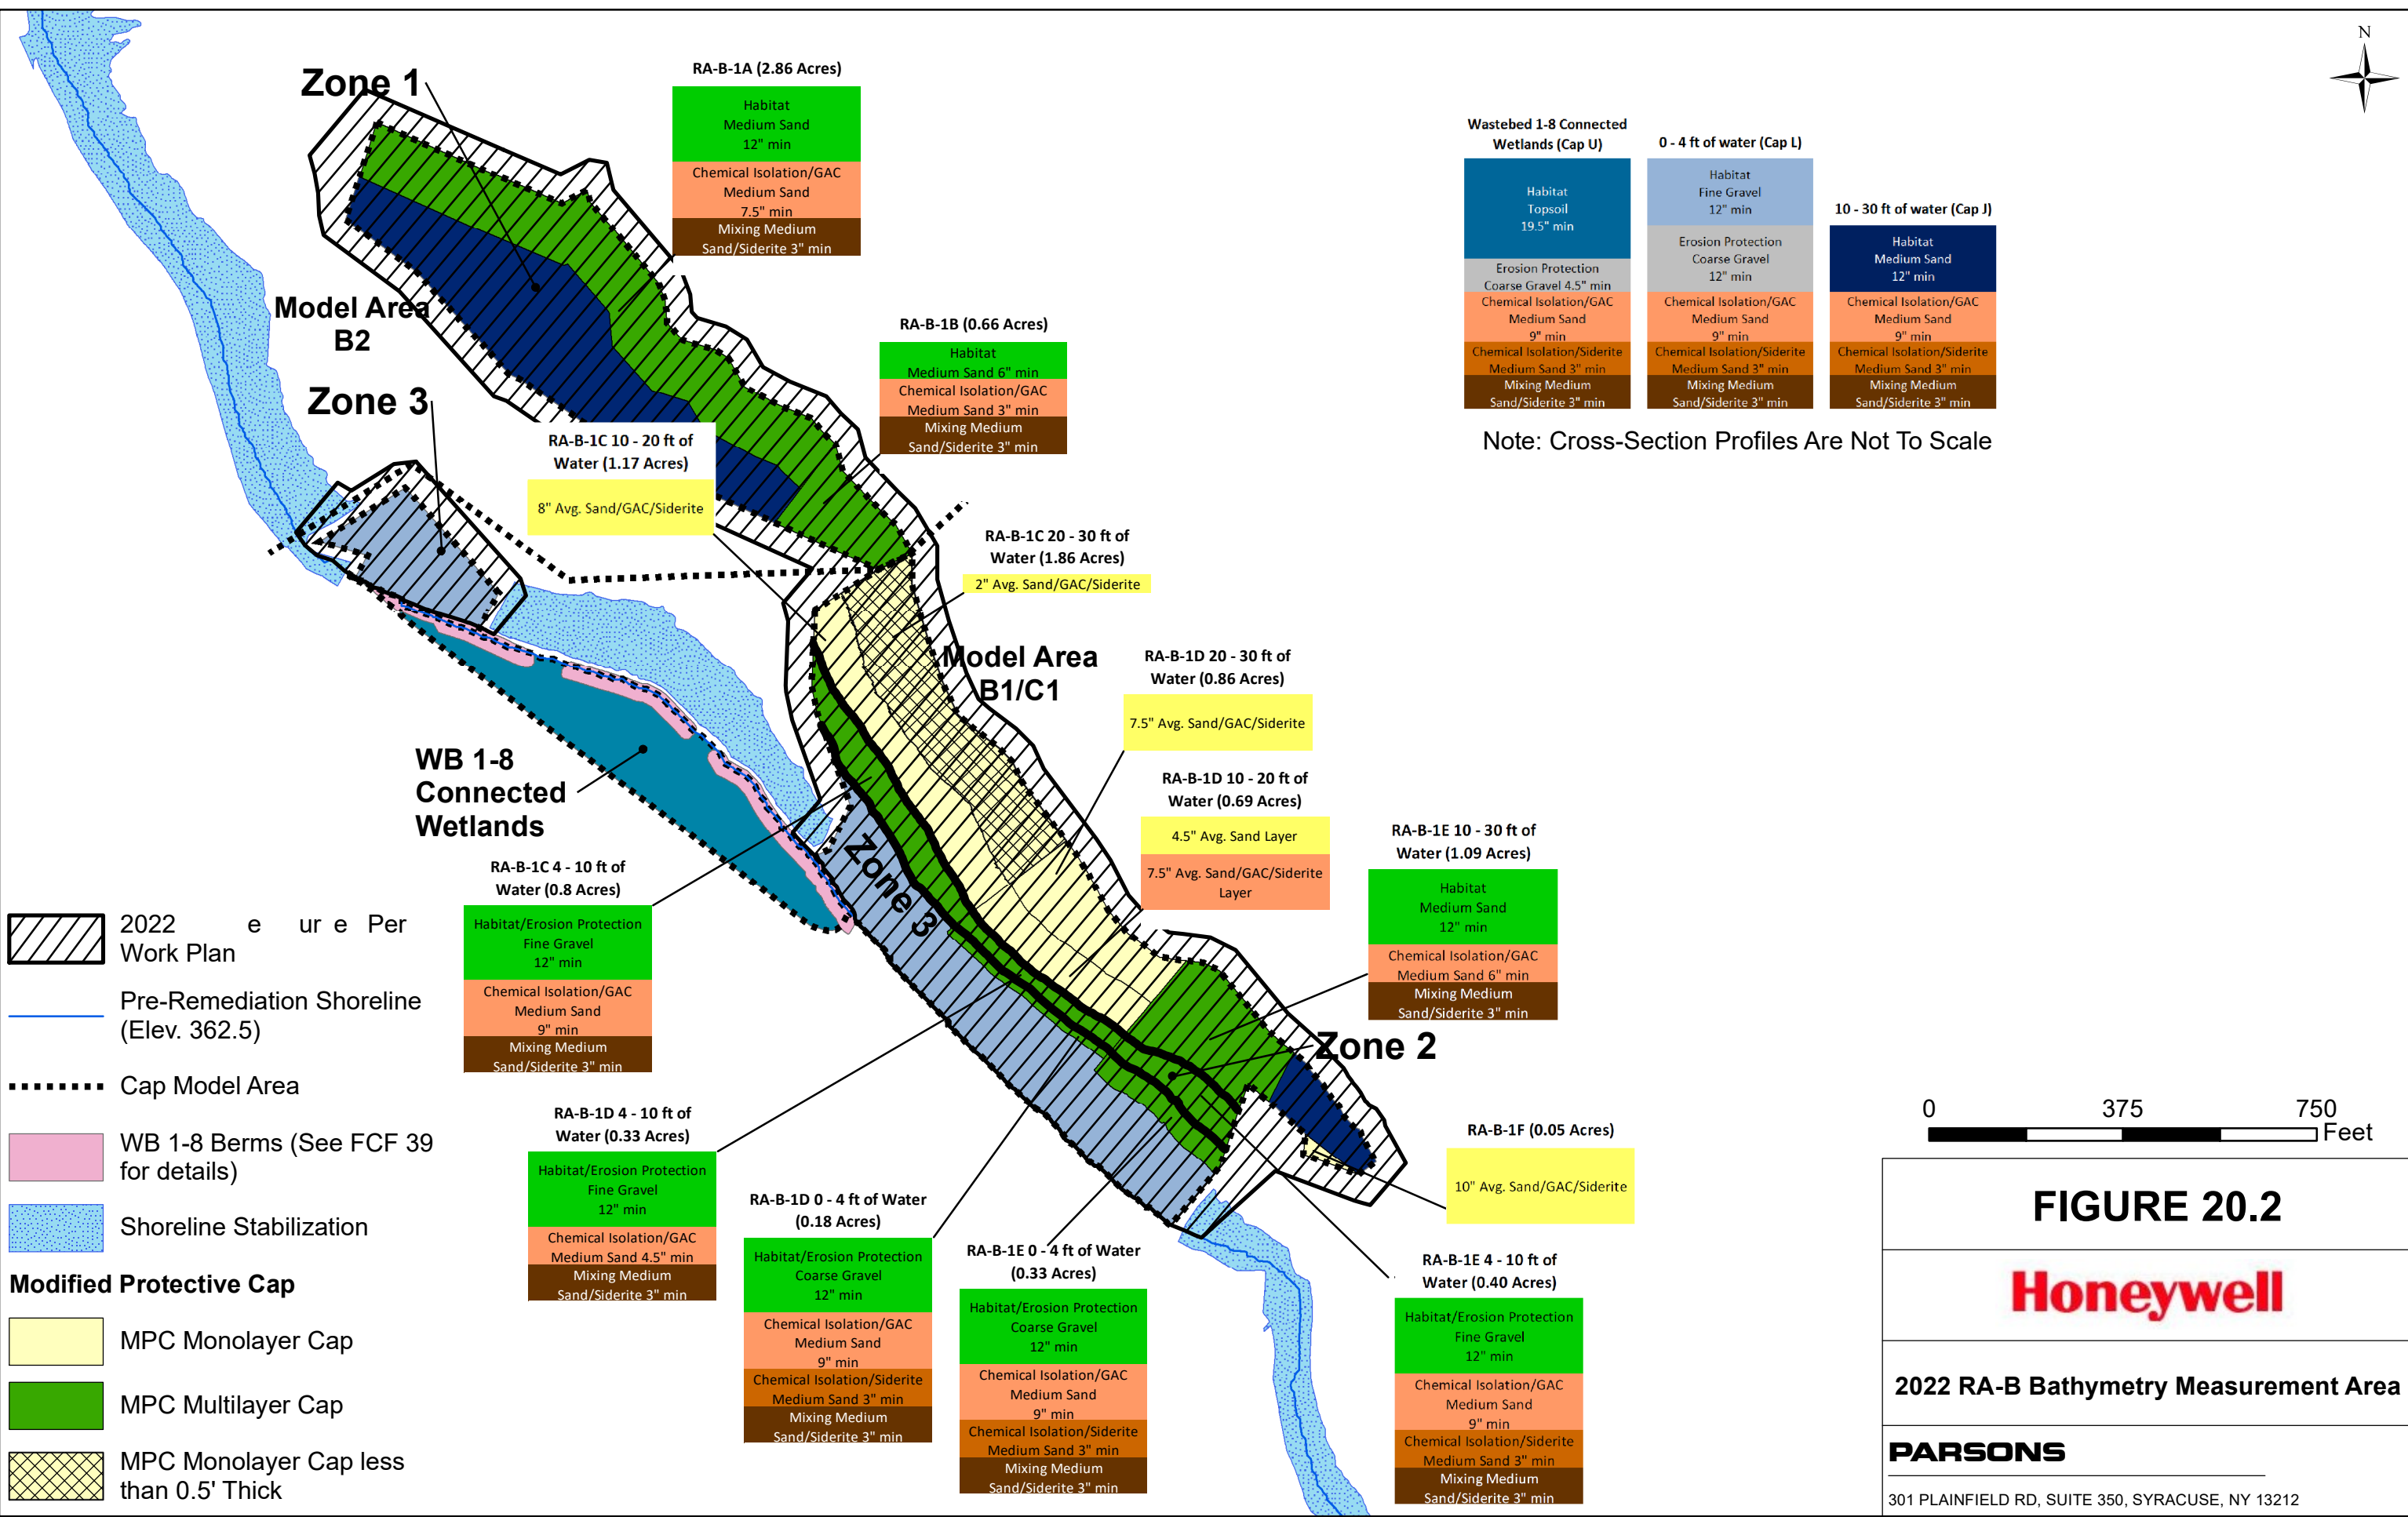 N
Zone 1
RA-B-1A (2.86 Acres)
Habitat
Medium Sand
12" min
Chemical Isolation/GAC
Medium Sand
7.5" min
Mixing Medium
Sand/Siderite 3" min
Wastebed 1-8 Connected
Wetlands (Cap U)
Habitat
Topsoil
19.5" min
Erosion Protection
Coarse Gravel 4.5" min
Chemical Isolation/GAC
Medium Sand
9" min
Chemical Isolation/Siderite
Medium Sand 3" min
Mixing Medium
Sand/Siderite 3" min
0 - 4 ft of water (Cap L)
Habitat
Fine Gravel
12" min
Erosion Protection
Coarse Gravel
12" min
Chemical Isolation/GAC
Medium Sand
9" min
Chemical Isolation/Siderite
Medium Sand 3" min
Mixing Medium
Sand/Siderite 3" min
10 - 30 ft of water (Cap J)
Habitat
Medium Sand
12" min
Chemical Isolation/GAC
Medium Sand
9" min
Chemical Isolation/Siderite
Medium Sand 3" min
Mixing Medium
Sand/Siderite 3" min
Note: Cross-Section Profiles Are Not To Scale
Model Area
B2
RA-B-1B (0.66 Acres)
Habitat
Medium Sand 6" min
Chemical Isolation/GAC
Medium Sand 3" min
Mixing Medium
Sand/Siderite 3" min
Zone 3
RA-B-1C 10 - 20 ft of
Water (1.17 Acres)
8" Avg. Sand/GAC/Siderite
RA-B-1C 20 - 30 ft of
Water (1.86 Acres)
2" Avg. Sand/GAC/Siderite
Model Area
B1/C1
RA-B-1D 20 - 30 ft of
Water (0.86 Acres)
7.5" Avg. Sand/GAC/Siderite
WB 1-8
Connected
Wetlands
RA-B-1D 10 - 20 ft of
Water (0.69 Acres)
4.5" Avg. Sand Layer
7.5" Avg. Sand/GAC/Siderite
Layer
RA-B-1E 10 - 30 ft of
Water (1.09 Acres)
Habitat
Medium Sand
12" min
Chemical Isolation/GAC
Medium Sand 6" min
Mixing Medium
Sand/Siderite 3" min
Zone 3
RA-B-1C 4 - 10 ft of
Water (0.8 Acres)
Habitat/Erosion Protection
Fine Gravel
12" min
Chemical Isolation/GAC
Medium Sand
9" min
Mixing Medium
Sand/Siderite 3" min
Zone 2
RA-B-1D 4 - 10 ft of
Water (0.33 Acres)
Habitat/Erosion Protection
Fine Gravel
12" min
Chemical Isolation/GAC
Medium Sand 4.5" min
Mixing Medium
Sand/Siderite 3" min
RA-B-1D 0 - 4 ft of Water
(0.18 Acres)
Habitat/Erosion Protection
Coarse Gravel
12" min
Chemical Isolation/GAC
Medium Sand
9" min
Chemical Isolation/Siderite
Medium Sand 3" min
Mixing Medium
Sand/Siderite 3" min
RA-B-1E 0 - 4 ft of Water
(0.33 Acres)
Habitat/Erosion Protection
Coarse Gravel
12" min
Chemical Isolation/GAC
Medium Sand
9" min
Chemical Isolation/Siderite
Medium Sand 3" min
Mixing Medium
Sand/Siderite 3" min
RA-B-1F (0.05 Acres)
10" Avg. Sand/GAC/Siderite
RA-B-1E 4 - 10 ft of
Water (0.40 Acres)
Habitat/Erosion Protection
Fine Gravel
12" min
Chemical Isolation/GAC
Medium Sand
9" min
Chemical Isolation/Siderite
Medium Sand 3" min
Mixing Medium
Sand/Siderite 3" min
2022 e ur e Per
Work Plan
Pre-Remediation Shoreline
(Elev. 362.5)
Cap Model Area
WB 1-8 Berms (See FCF 39
for details)
Shoreline Stabilization
Modified Protective Cap
MPC Monolayer Cap
MPC Multilayer Cap
MPC Monolayer Cap less
than 0.5' Thick
0 375 750
Feet
FIGURE 20.2
Honeywell
2022 RA-B Bathymetry Measurement Area
PARSONS
301 PLAINFIELD RD, SUITE 350, SYRACUSE, NY 13212